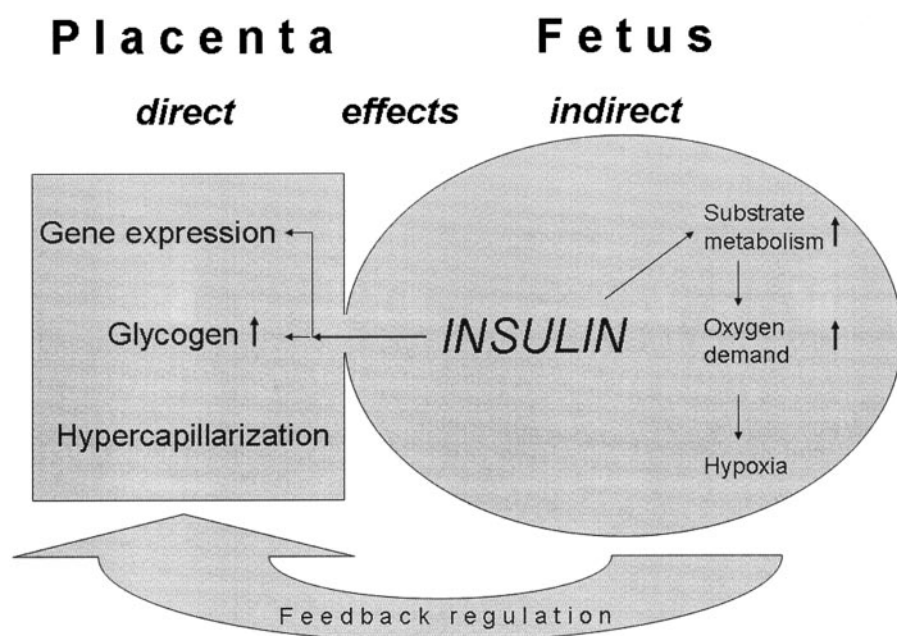 Placenta Fetus
direct effects indirect
Gene expression
Glycogen
Hypercapillarization
INSULIN
Substrate
metabolism
Oxygen
demand
Hypoxia
Feedback regulation